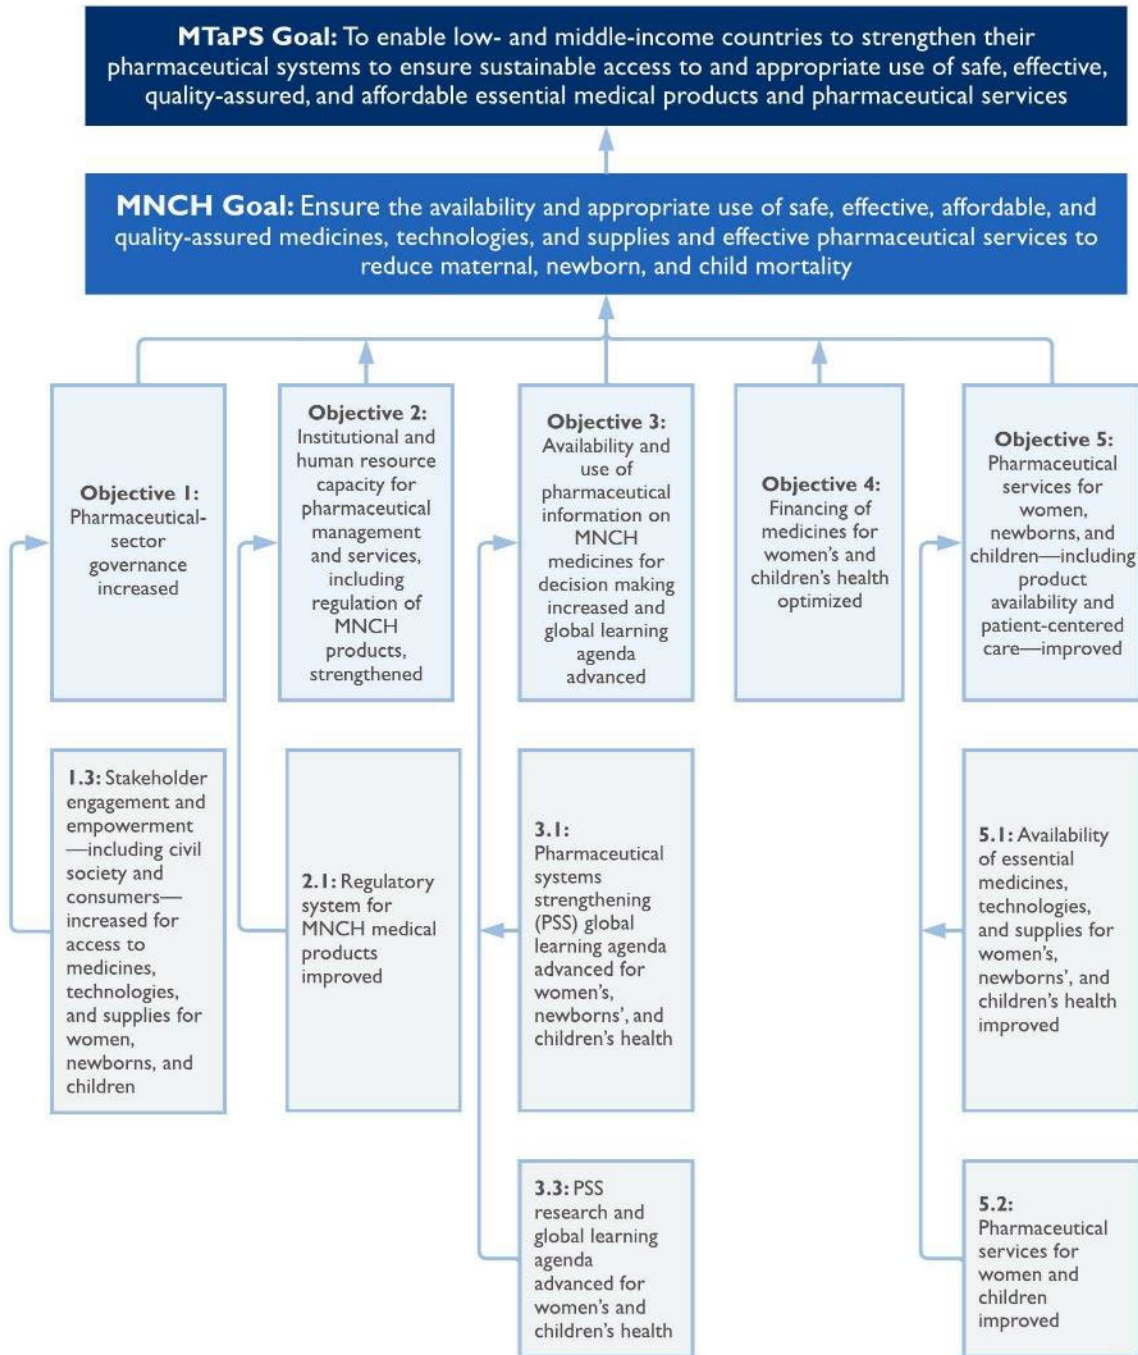 MTaPS Goal: To enable low- and middle-income countries to strengthen their
pharmaceutical systems to ensure sustainable access to and appropriate use of safe, effective,
quality-assured, and affordable essential medical products and pharmaceutical services
MNCH Goal: Ensure the availability and appropriate use of safe, effective, affordable, and
quality-assured medicines, technologies, and supplies and effective pharmaceutical services to
reduce maternal, newborn, and child mortality
Objective 1:
Pharmaceutical-
sector
governance
increased
Objective 2:
Institutional and
human resource
capacity for
pharmaceutical
management
and services,
including
regulation of
MNCH
products,
strengthened
Objective 3:
Availability and
use of
pharmaceutical
information on
MNCH
medicines for
decision making
increased and
global learning
agenda
advanced
Objective 4:
Financing of
medicines for
women's and
children's health
optimized
Objective 5:
Pharmaceutical
services for
women,
newborns, and
children—including
product
availability and
patient-centered
care—improved
1.3: Stakeholder
engagement and
empowerment
—including civil
society and
consumers—
increased for
access to
medicines,
technologies,
and supplies for
women,
newborns, and
children
2.1: Regulatory
system for
MNCH medical
products
improved
3.1:
Pharmaceutical
systems
strengthening
(PSS) global
learning agenda
advanced for
women's,
newborns', and
children's health
5.1: Availability
of essential
medicines,
technologies,
and supplies for
women's,
newborns', and
children's health
improved
3.3: PSS
research and
global learning
agenda
advanced for
women's and
children's health
5.2:
Pharmaceutical
services for
women and
children
improved